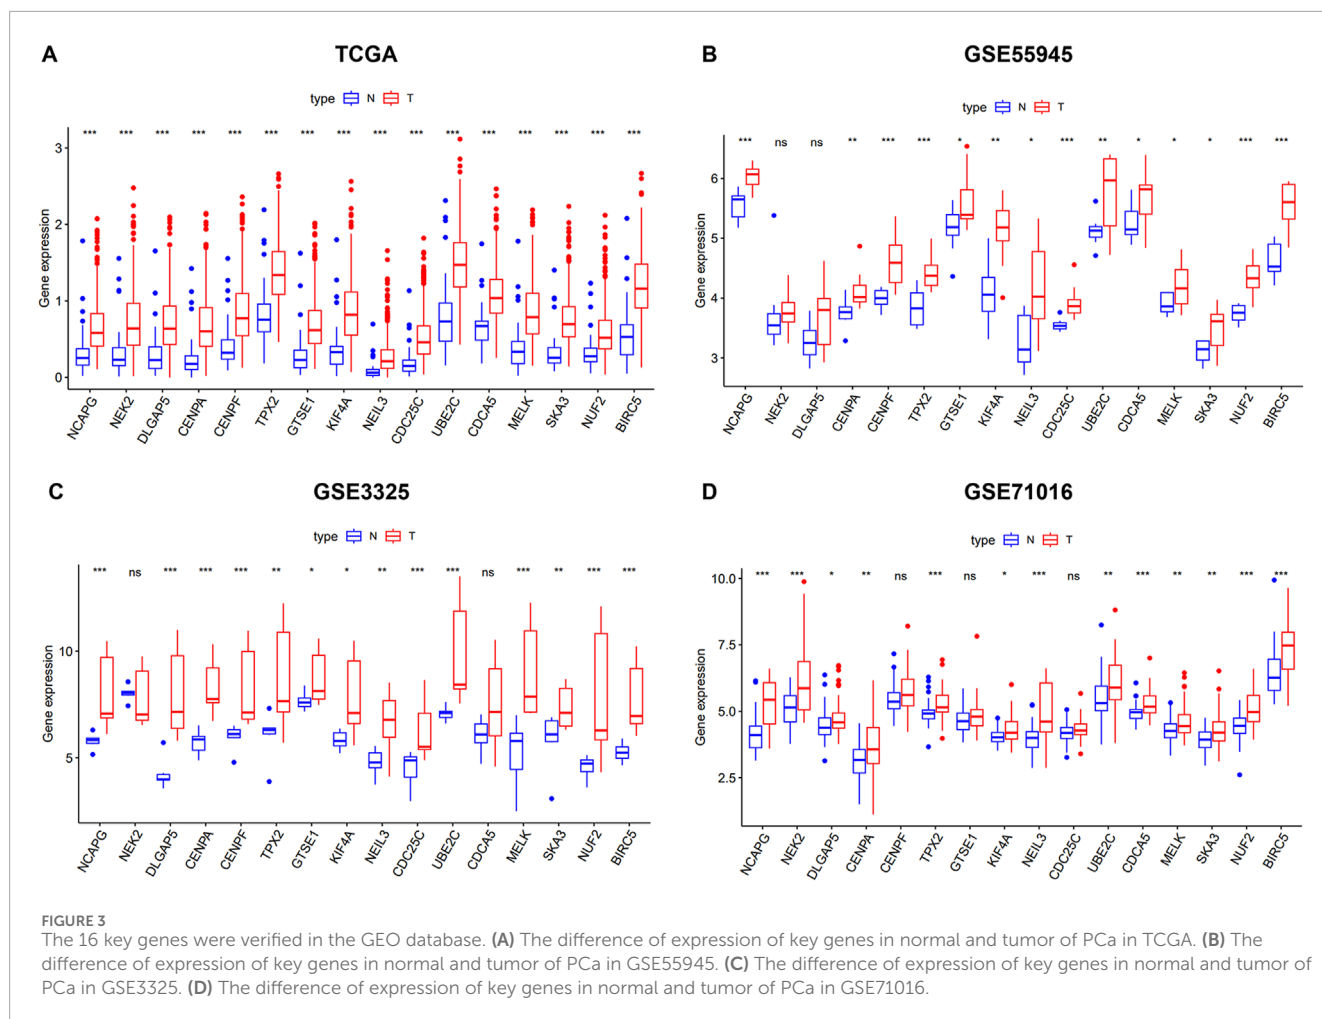 A
TCGA
type N T
*** *** *** *** *** *** *** *** *** *** *** *** *** *** *** ***
Gene expression
3
2
1
0
NCAPG NEK2 DLGAP5 CENPA CENPF TPX2 GTSE1 KIF4A NEIL3 CDC25C UBE2C CDCA5 MELK SKA3 NUF2 BIRC5
B
GSE55945
type N T
*** ns ns ** *** *** * ** * *** ** * * * *** ***
Gene expression
6
5
4
3
NCAPG NEK2 DLGAP5 CENPA CENPF TPX2 GTSE1 KIF4A NEIL3 CDC25C UBE2C CDCA5 MELK SKA3 NUF2 BIRC5
C
GSE3325
type N T
*** ns *** *** *** ** * * ** *** *** ns *** ** *** ***
Gene expression
10
5
NCAPG NEK2 DLGAP5 CENPA CENPF TPX2 GTSE1 KIF4A NEIL3 CDC25C UBE2C CDCA5 MELK SKA3 NUF2 BIRC5
D
GSE71016
type N T
*** *** * ** ns *** ns * *** ns ** *** ** ** *** ***
Gene expression
10.0
7.5
5.0
2.5
NCAPG NEK2 DLGAP5 CENPA CENPF TPX2 GTSE1 KIF4A NEIL3 CDC25C UBE2C CDCA5 MELK SKA3 NUF2 BIRC5
FIGURE 3
The 16 key genes were verified in the GEO database. (A) The difference of expression of key genes in normal and tumor of PCa in TCGA. (B) The
difference of expression of key genes in normal and tumor of PCa in GSE55945. (C) The difference of expression of key genes in normal and tumor of
PCa in GSE3325. (D) The difference of expression of key genes in normal and tumor of PCa in GSE71016.